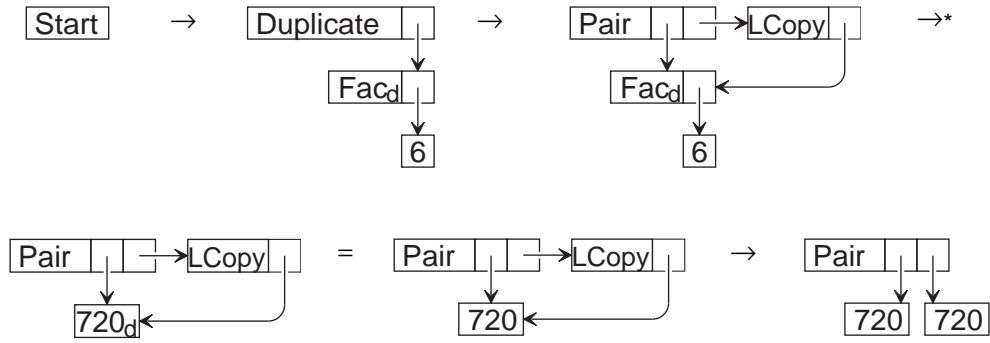 Start → Duplicate → Pair LCopy →*
Fac_d Fac_d
6 6
Pair LCopy = Pair LCopy → Pair
720_d 720 720 720